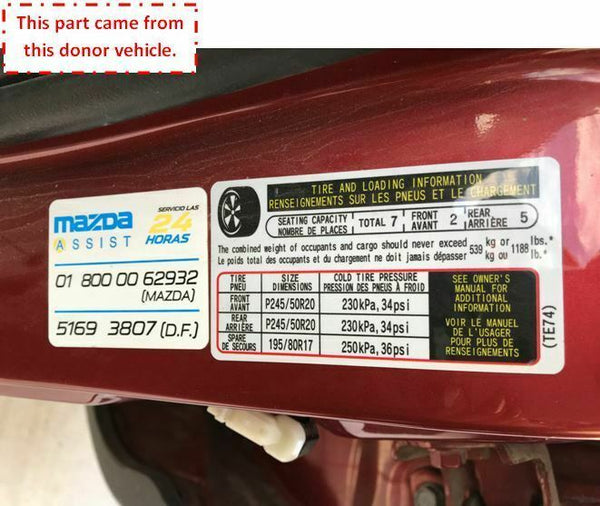 This part came from
this donor vehicle.
mazda
ASSIST
SERVICIO LAS
24
HORAS
01 800 00 62932
(MAZDA)
5169 3807 (D.F.)
TIRE AND LOADING INFORMATION
RENSEIGNEMENTS SUR LES PNEUS ET LE CHARGEMENT
SEATING CAPACITY
NOMBRE DE PLACES
TOTAL 7
FRONT
AVANT 2
REAR
ARRIÈRE 5
The combined weight of occupants and cargo should never exceed 539 kg or 1188 lbs.*
Le poids total des occupants et du chargement ne doit jamais dépasser kg ou lb.*
TIRE
PNEU
SIZE
DIMENSIONS
COLD TIRE PRESSURE
PRESSION DES PNEUS À FROID
FRONT
AVANT
P245/50R20
230kPa, 34psi
REAR
ARRIÈRE
P245/50R20
230kPa, 34psi
SPARE
DE SECOURS
195/80R17
250kPa, 36psi
SEE OWNER'S
MANUAL FOR
ADDITIONAL
INFORMATION
VOIR LE MANUEL
DE L'USAGER
POUR PLUS DE
RENSEIGNEMENTS
(TE74)